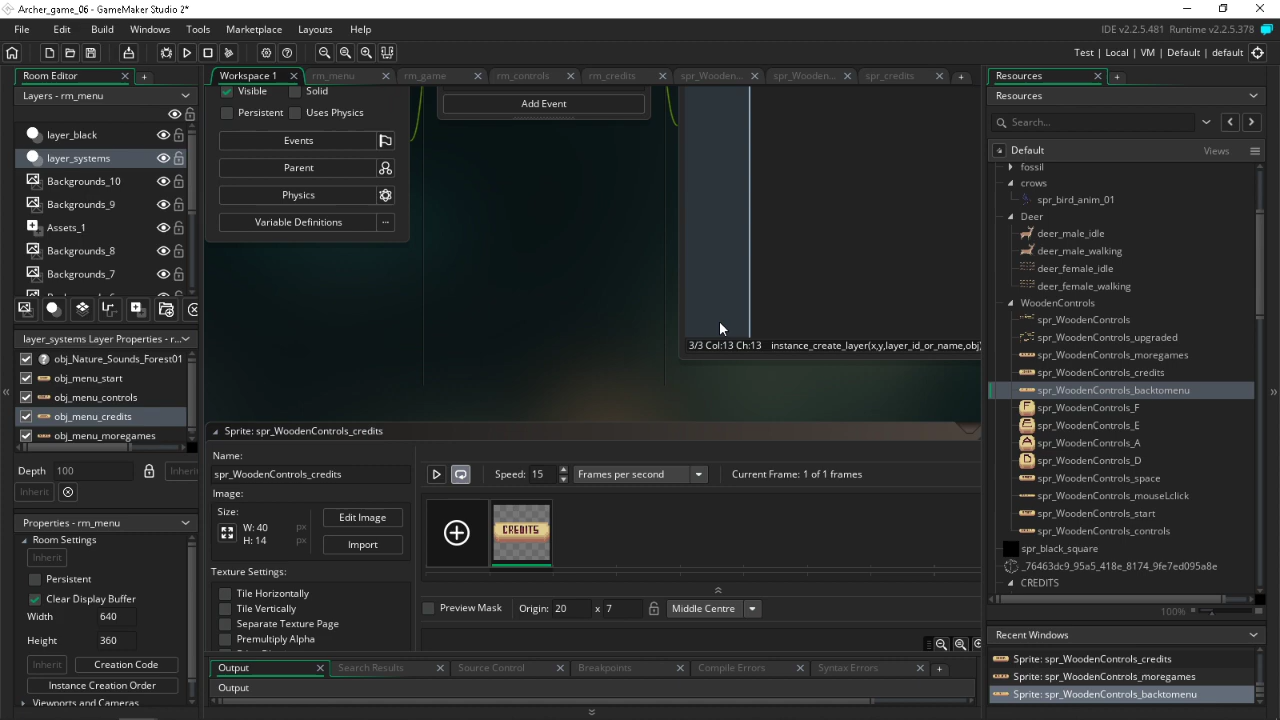 Archer_game_06 - GameMaker Studio 2*
File Edit Build Windows Tools Marketplace Layouts Help
IDE v2.2.5.481 Runtime v2.2.5.378
Test | Local | VM | Default | default
Room Editor
Layers - rm_menu
layer_black
layer_systems
Backgrounds_10
Backgrounds_9
Assets_1
Backgrounds_8
Backgrounds_7
layer_systems Layer Properties - r...
obj_Nature_Sounds_Forest01
obj_menu_start
obj_menu_controls
obj_menu_credits
obj_menu_moregames
Depth 100 Inheri
Inherit
Properties - rm_menu
Room Settings
Inherit
Persistent
Clear Display Buffer
Width 640
Height 360
Inherit Creation Code
Instance Creation Order
Viewports and Cameras
Workspace 1 rm_menu rm_game rm_controls rm_credits spr_Wooden... spr_Wooden... spr_credits
Visible Solid
Persistent Uses Physics
Events
Parent
Physics
Variable Definitions
Add Event
3/3 Col:13 Ch:13 instance_create_layer(x,y,layer_id_or_name,obj)
Sprite: spr_WoodenControls_credits
Name:
spr_WoodenControls_credits
Image:
Size:
W: 40 px
H: 14 px
Edit Image
Import
Texture Settings:
Tile Horizontally
Tile Vertically
Separate Texture Page
Premultiply Alpha
Speed: 15 Frames per second Current Frame: 1 of 1 frames
CREDITS
Preview Mask Origin: 20 x 7 Middle Centre
Output Search Results Source Control Breakpoints Compile Errors Syntax Errors
Output
Resources
Resources
Search...
Default Views
fossil
crows
spr_bird_anim_01
Deer
deer_male_idle
deer_male_walking
deer_female_idle
deer_female_walking
WoodenControls
spr_WoodenControls
spr_WoodenControls_upgraded
spr_WoodenControls_moregames
spr_WoodenControls_credits
spr_WoodenControls_backtomenu
spr_WoodenControls_F
spr_WoodenControls_E
spr_WoodenControls_A
spr_WoodenControls_D
spr_WoodenControls_space
spr_WoodenControls_mouseLclick
spr_WoodenControls_start
spr_WoodenControls_controls
spr_black_square
_76463dc9_95a5_418e_8174_9fe7ed095a8e
CREDITS
100%
Recent Windows
Sprite: spr_WoodenControls_credits
Sprite: spr_WoodenControls_moregames
Sprite: spr_WoodenControls_backtomenu